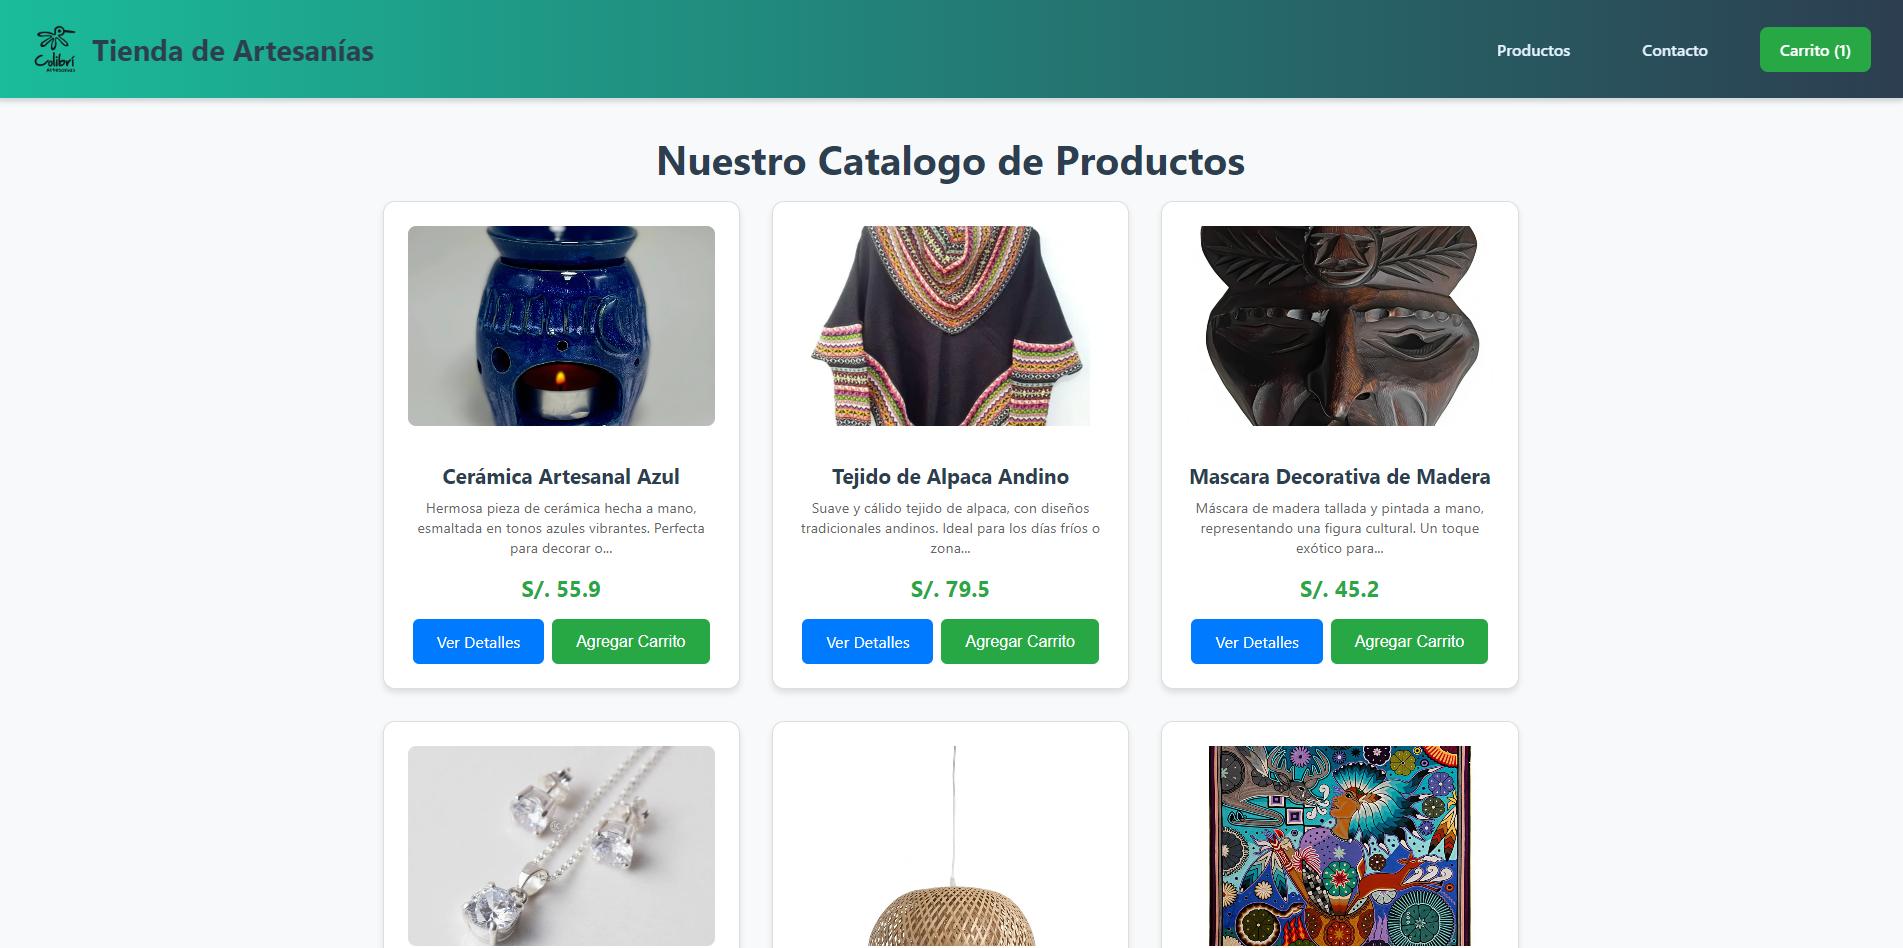 Colibrí
Artesanías
Tienda de Artesanías
Productos
Contacto
Carrito (1)
Nuestro Catalogo de Productos
Cerámica Artesanal Azul
Hermosa pieza de cerámica hecha a mano,
esmaltada en tonos azules vibrantes. Perfecta
para decorar o...
S/. 55.9
Ver Detalles
Agregar Carrito
Tejido de Alpaca Andino
Suave y cálido tejido de alpaca, con diseños
tradicionales andinos. Ideal para los días fríos o
zona...
S/. 79.5
Ver Detalles
Agregar Carrito
Mascara Decorativa de Madera
Máscara de madera tallada y pintada a mano,
representando una figura cultural. Un toque
exótico para...
S/. 45.2
Ver Detalles
Agregar Carrito